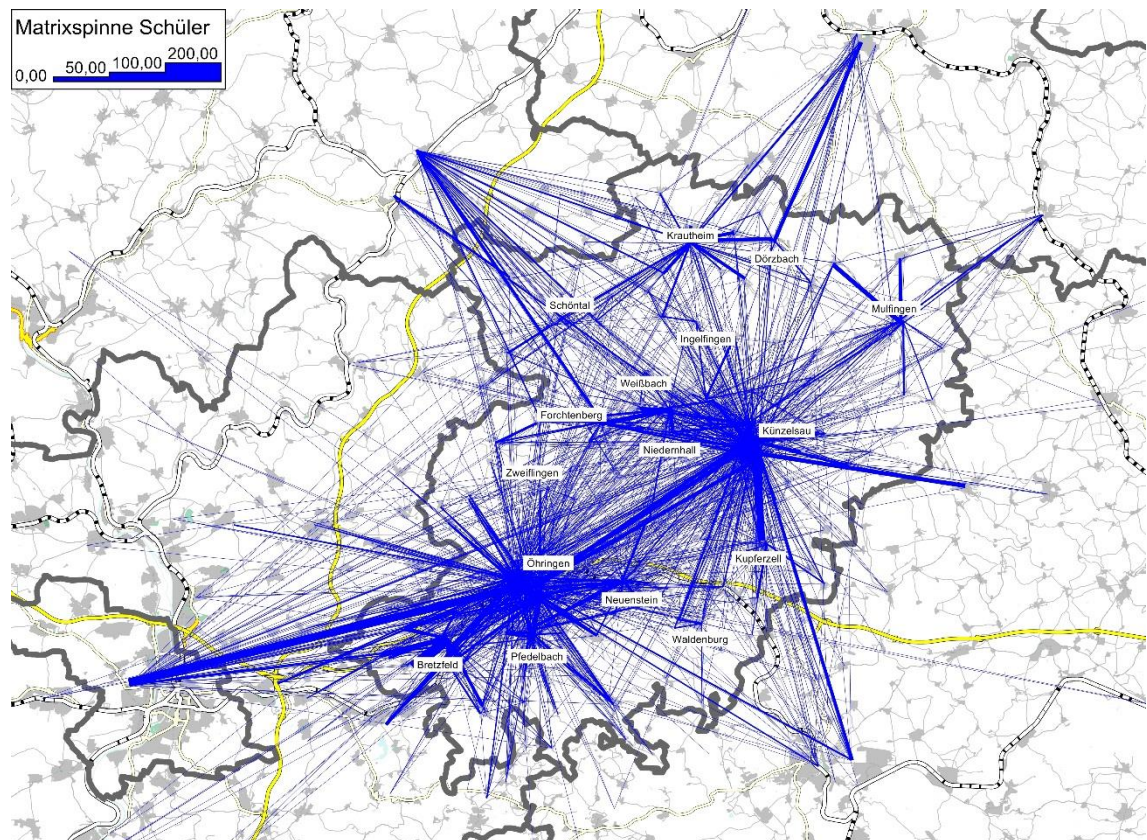 Matrixspinne Schüler
0,00 50,00 100,00 200,00
Krautheim
Dörzbach
Schöntal
Mulfingen
Ingelfingen
Weißbach
Forchtenberg
Künzelsau
Niedernhall
Zweiflingen
Öhringen
Kupferzell
Neuenstein
Waldenburg
Pfedelbach
Bretzfeld